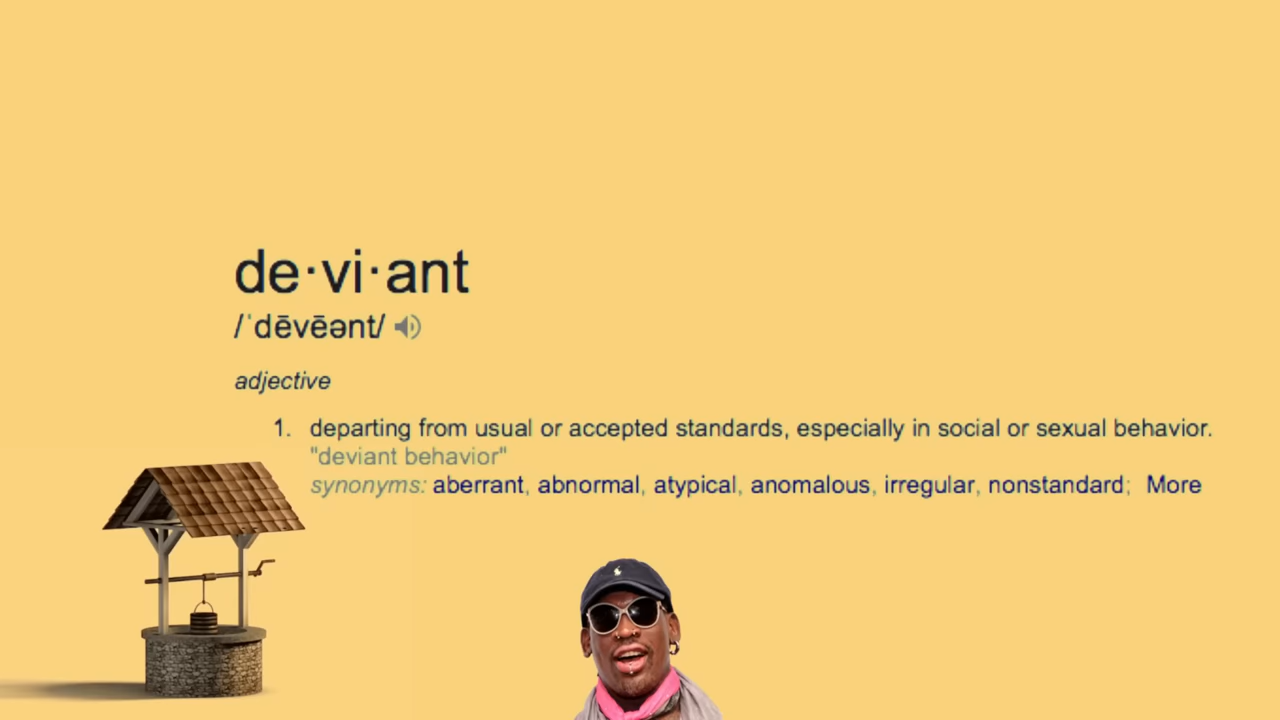 de·vi·ant
/ˈdēvēənt/
adjective
1. departing from usual or accepted standards, especially in social or sexual behavior.
"deviant behavior"
synonyms: aberrant, abnormal, atypical, anomalous, irregular, nonstandard; More